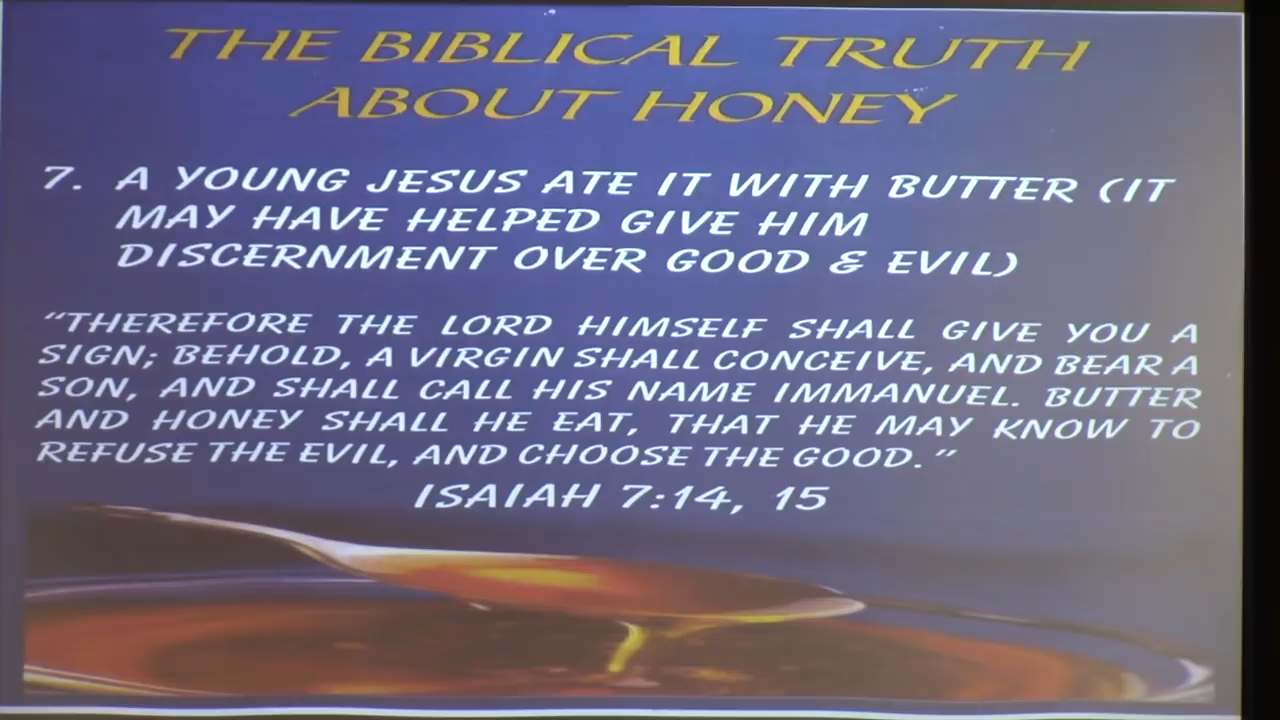 THE BIBLICAL TRUTH
ABOUT HONEY
7. A YOUNG JESUS ATE IT WITH BUTTER (IT
MAY HAVE HELPED GIVE HIM
DISCERNMENT OVER GOOD & EVIL)
“THEREFORE THE LORD HIMSELF SHALL GIVE YOU A
SIGN; BEHOLD, A VIRGIN SHALL CONCEIVE, AND BEAR A
SON, AND SHALL CALL HIS NAME IMMANUEL. BUTTER
AND HONEY SHALL HE EAT, THAT HE MAY KNOW TO
REFUSE THE EVIL, AND CHOOSE THE GOOD.”
ISAIAH 7:14, 15